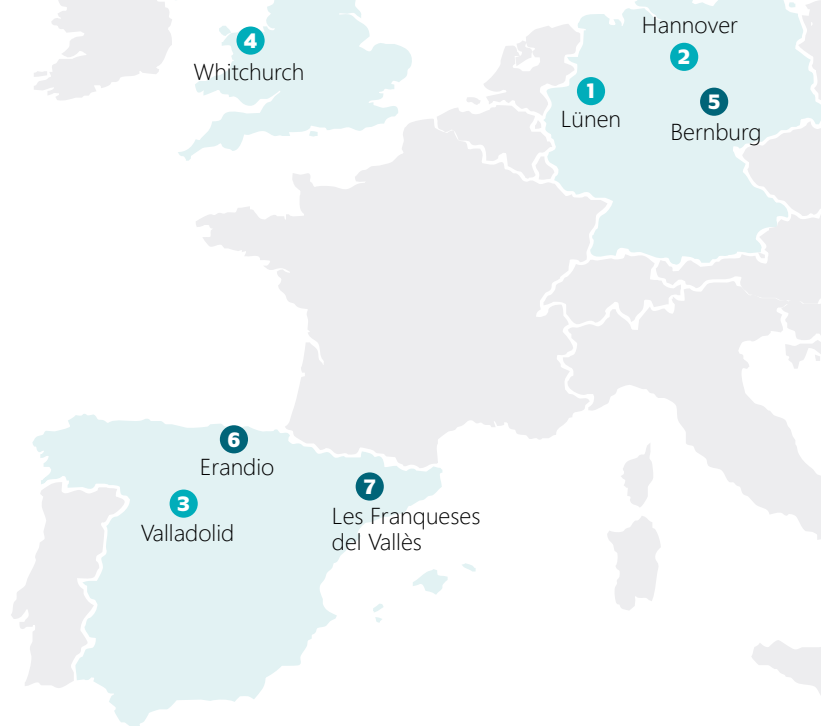 Hannover
2
4
Whitchurch
1
Lünen
5
Bernburg
6
Erandio
7
Les Franqueses
del Vallès
3
Valladolid